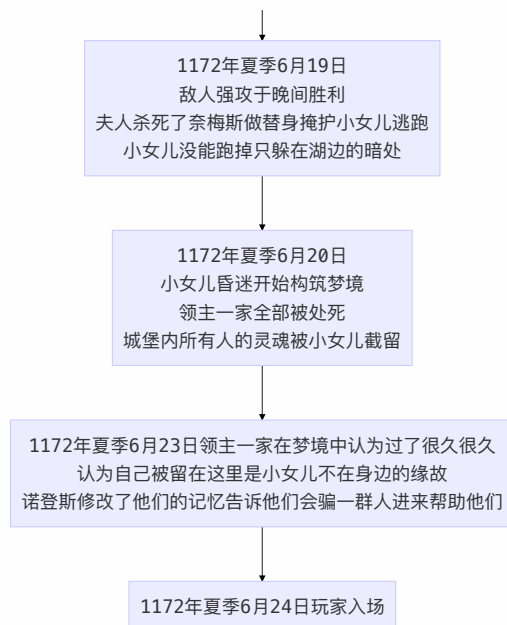 1172年夏季6月19日
敌人强攻于晚间胜利
夫人杀死了奈梅斯做替身掩护小女儿逃跑
小女儿没能跑掉只躲在湖边的暗处
1172年夏季6月20日
小女儿昏迷开始构筑梦境
领主一家全部被处死
城堡内所有人的灵魂被小女儿截留
1172年夏季6月23日领主一家在梦境中认为过了很久很久
认为自己被留在这里是小女儿不在身边的缘故
诺登斯修改了他们的记忆告诉他们会骗一群人进来帮助他们
1172年夏季6月24日玩家入场